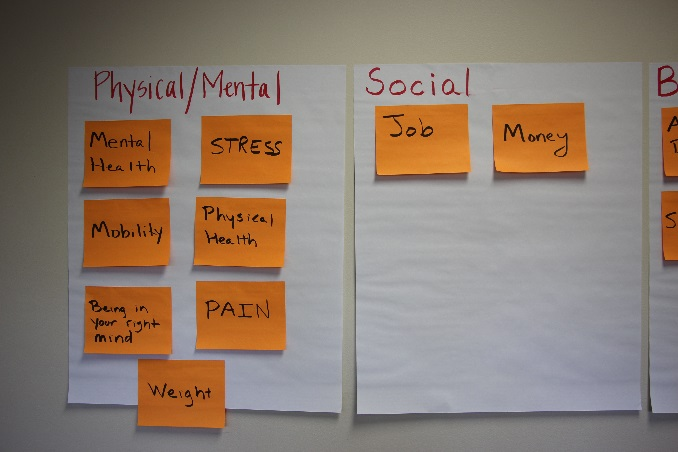 Physical/Mental
Mental
Health
STRESS
Mobility
Physical
Health
Being in
your right
mind
PAIN
Weight
Social
Job
Money
B